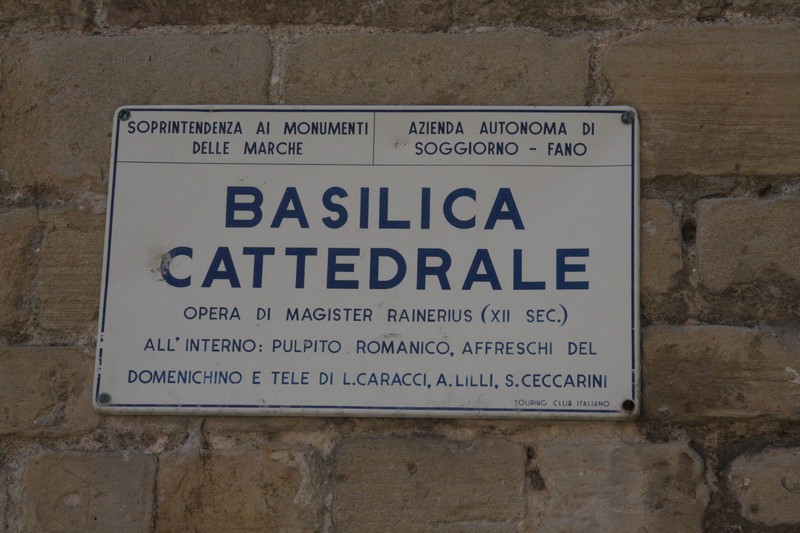 SOPRINTENDENZA AI MONUMENTI
DELLE MARCHE
AZIENDA AUTONOMA DI
SOGGIORNO - FANO
BASILICA
CATTEDRALE
OPERA DI MAGISTER RAINERIUS (XII SEC.)
ALL'INTERNO: PULPITO ROMANICO, AFFRESCHI DEL
DOMENICHINO E TELE DI L.CARACCI, A.LILLI, S.CECCARINI
TOURING CLUB ITALIANO